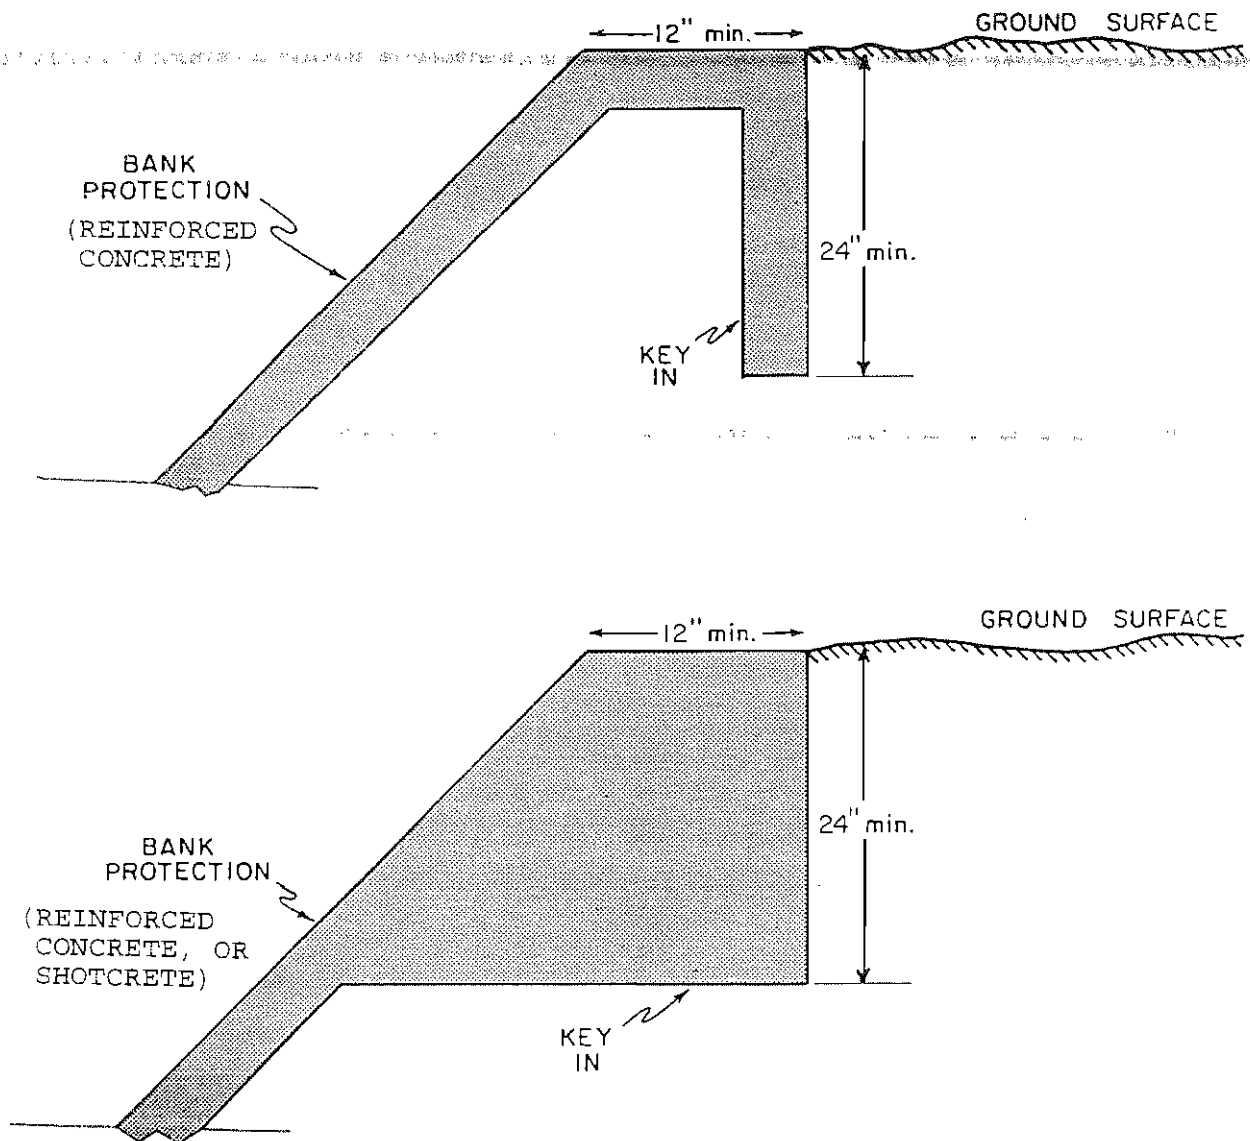 12" min.
GROUND SURFACE
BANK
PROTECTION
(REINFORCED
CONCRETE)
24" min.
KEY
IN
12" min.
GROUND SURFACE
24" min.
BANK
PROTECTION
(REINFORCED
CONCRETE, OR
SHOTCRETE)
KEY
IN